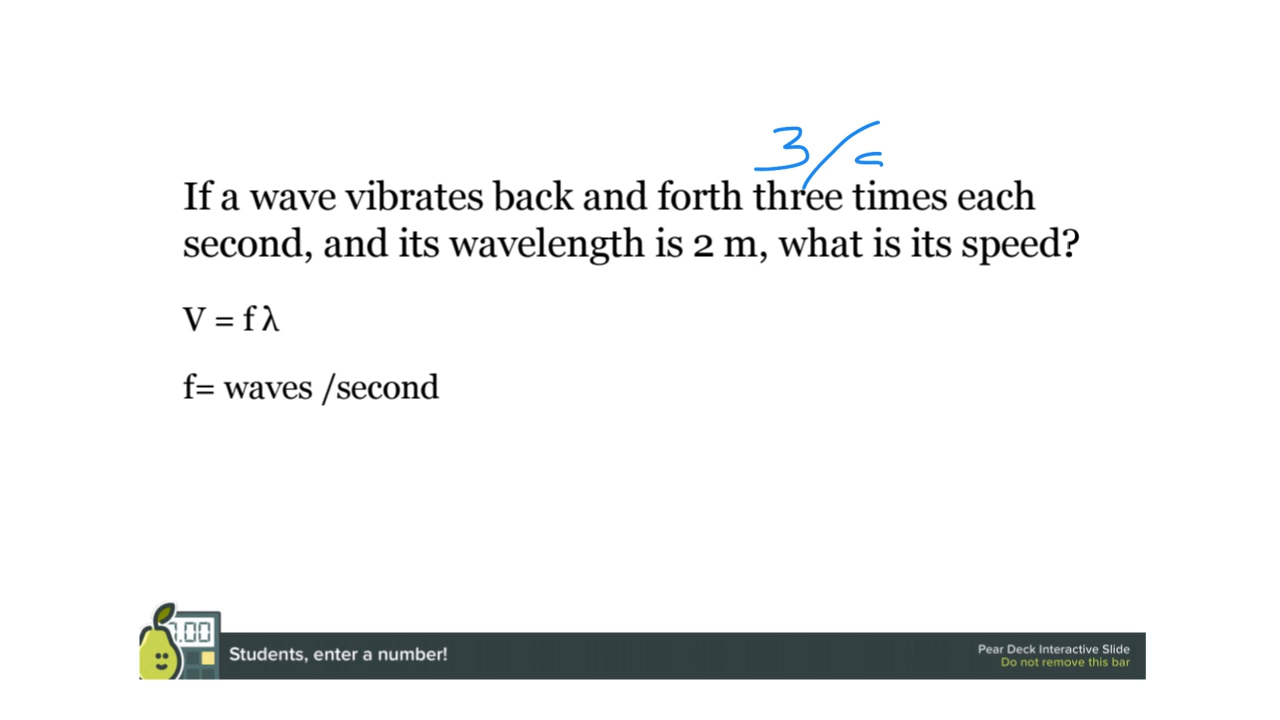 3/
If a wave vibrates back and forth three times each
second, and its wavelength is 2 m, what is its speed?
V = f λ
f= waves /second
.00
Students, enter a number!
Pear Deck Interactive Slide
Do not remove this bar